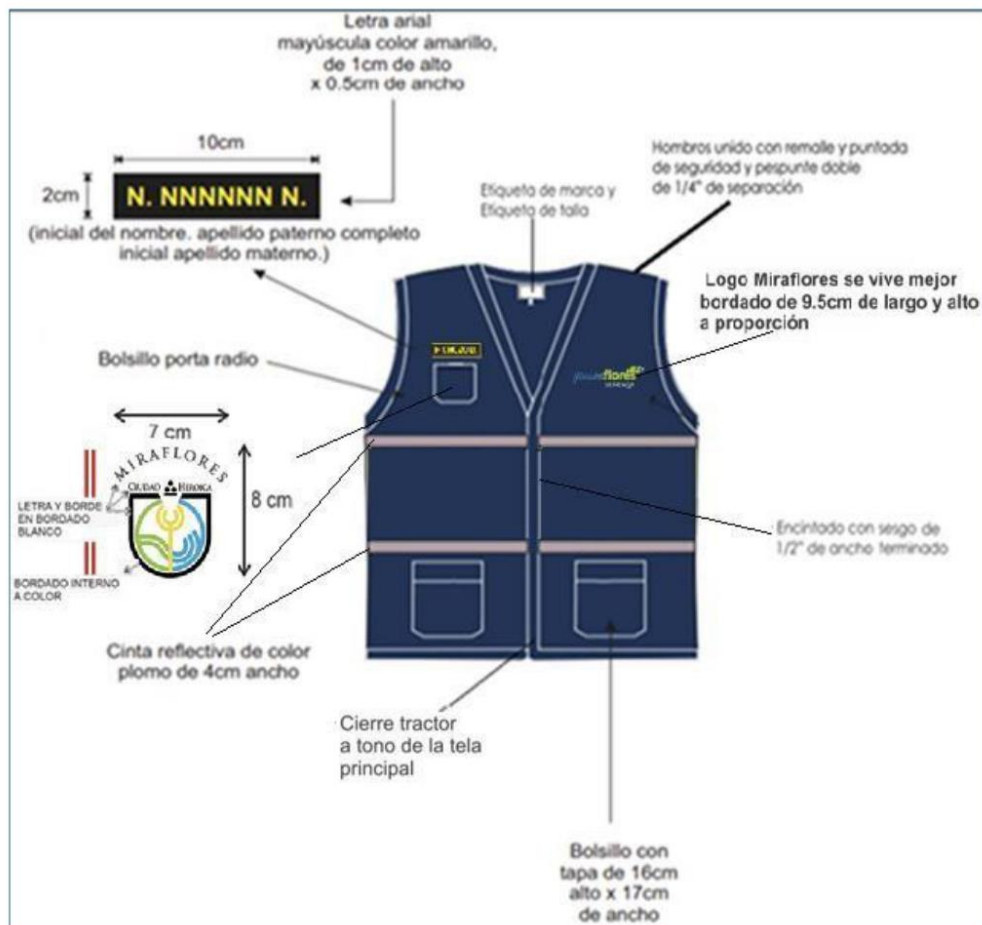 Letra arial
mayúscula color amarillo,
de 1cm de alto
x 0.5cm de ancho
10cm
2cm
N. NNNNNN N.
(inicial del nombre. apellido paterno completo
inicial apellido materno.)
Etiqueta de marca y
Etiqueta de talla
Hombros unido con remalle y puntada
de seguridad y pespunte doble
de 1/4" de separación
Logo Miraflores se vive mejor
bordado de 9.5cm de largo y alto
a proporción
Bolsillo porta radio
flores
7 cm
MIRAFLORES
CIUDAD HEROICA
8 cm
LETRA Y BORDE
EN BORDADO
BLANCO
BORDADO INTERNO
A COLOR
Encintado con sesgo de
1/2" de ancho terminado
Cinta reflectiva de color
plomo de 4cm ancho
Cierre tractor
a tono de la tela
principal
Bolsillo con
tapa de 16cm
alto x 17cm
de ancho